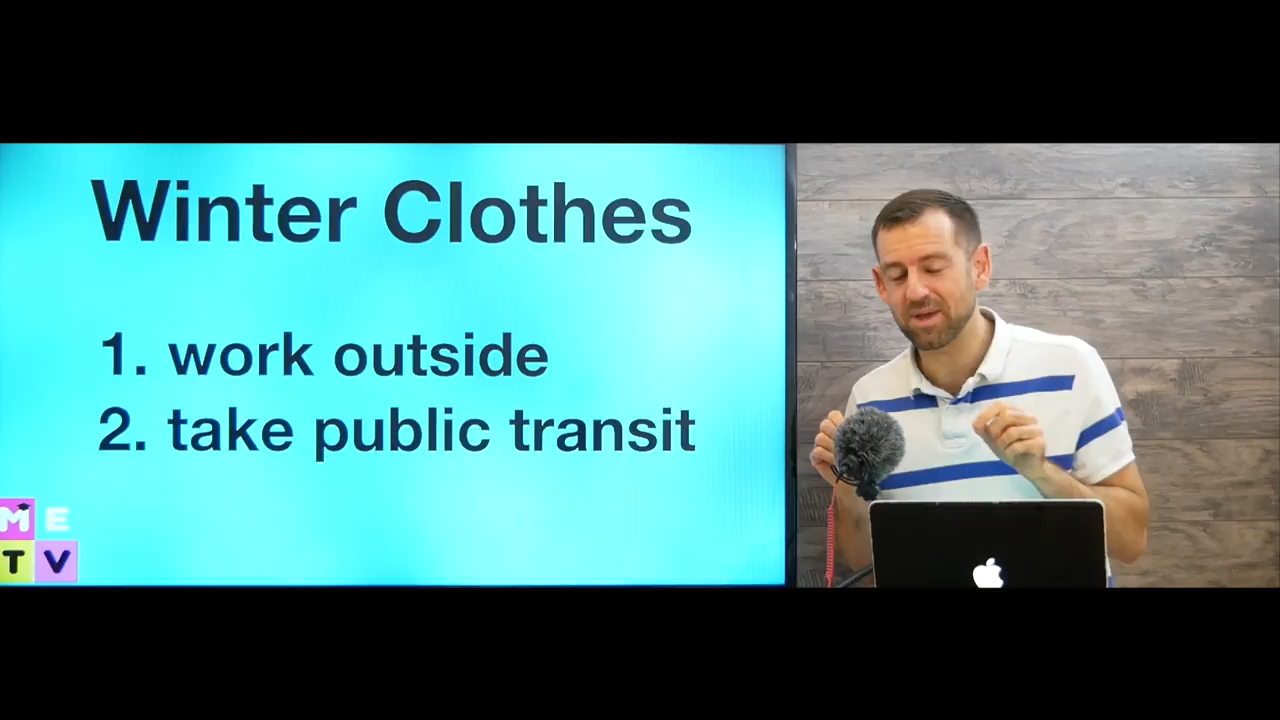 Winter Clothes
1. work outside
2. take public transit
M E
T V